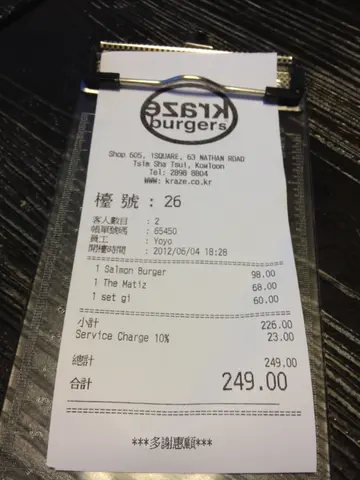 kraze
burgers
Shop 605, iSQUARE, 63 NATHAN ROAD
Tsim Sha Tsui, Kowloon
Tel: 2898 8804
WWW: kraze.co.kr
檯 號 : 26
客人數目 : 2
帳單號碼 : 65450
員工 : Yoyo
開檯時間 : 2012/05/04 18:28
1 Salmon Burger 98.00
1 The Matiz 68.00
1 set gi 60.00
小計 226.00
Service Charge 10% 23.00
總計 249.00
合計 249.00
***多謝惠顧***